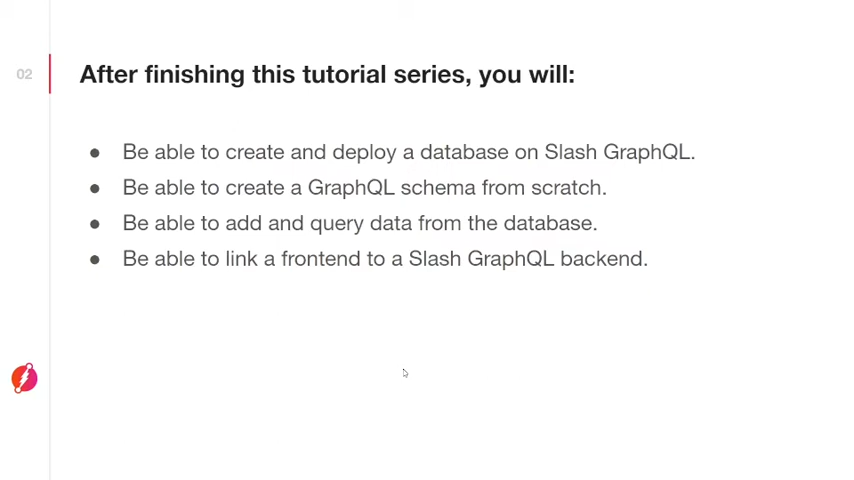 02
After finishing this tutorial series, you will:
● Be able to create and deploy a database on Slash GraphQL.
● Be able to create a GraphQL schema from scratch.
● Be able to add and query data from the database.
● Be able to link a frontend to a Slash GraphQL backend.